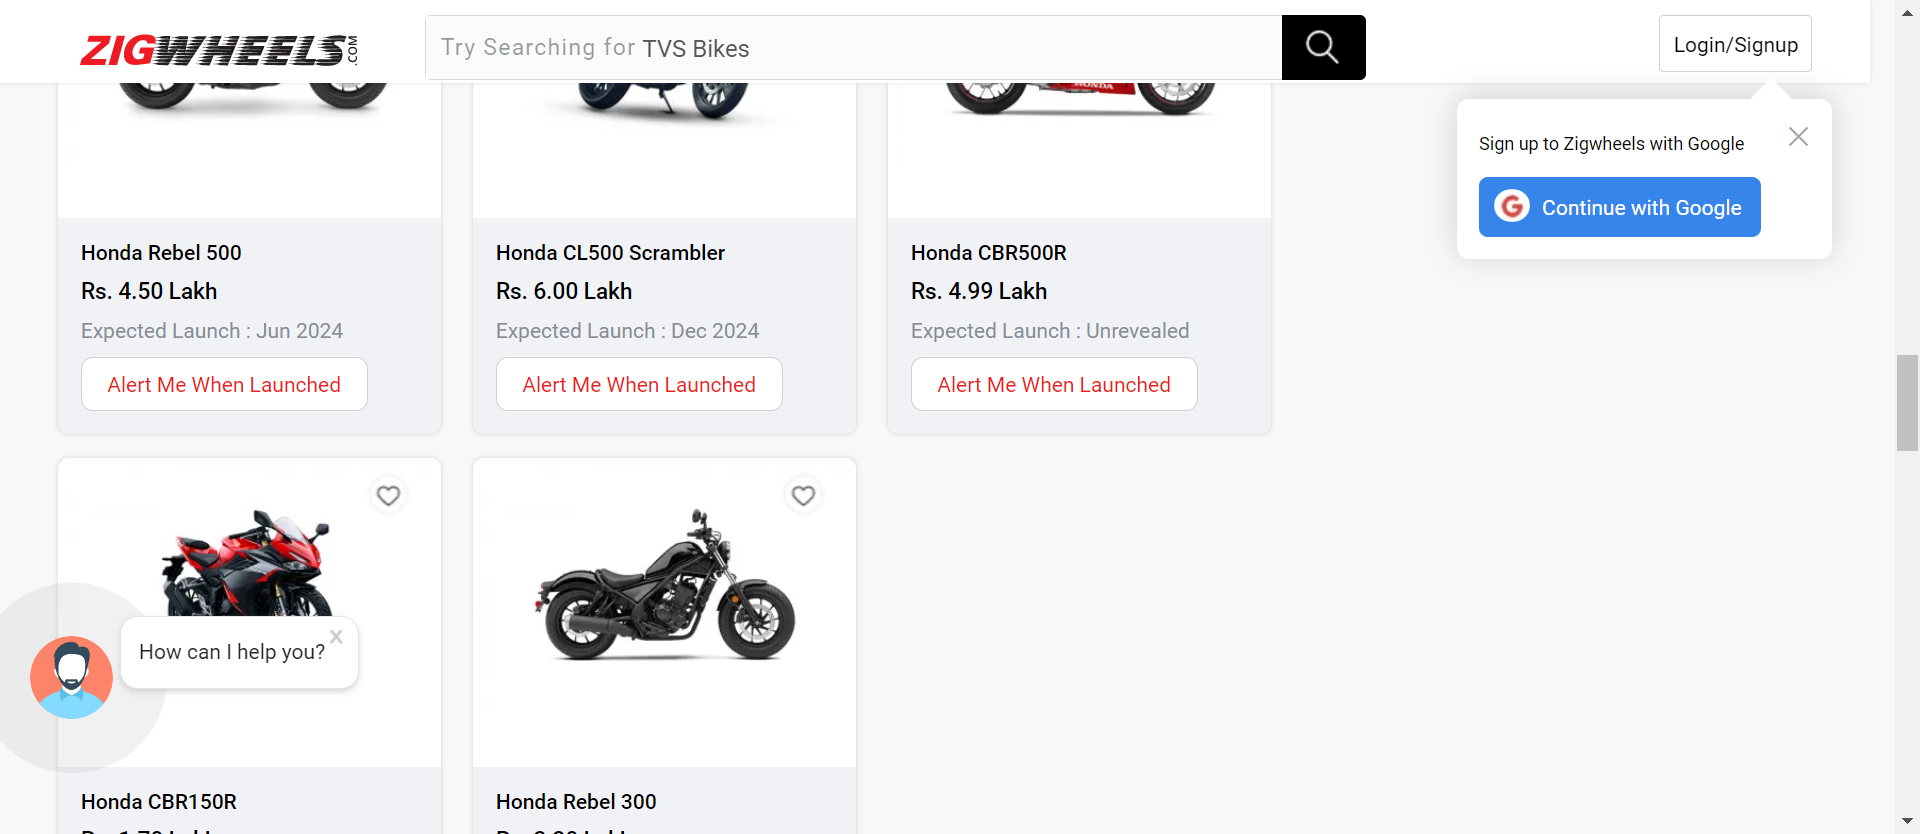 ZIGWHEELS.COM
Try Searching for TVS Bikes
Login/Signup
HONDA
Sign up to Zigwheels with Google
G Continue with Google
Honda Rebel 500
Rs. 4.50 Lakh
Expected Launch : Jun 2024
Alert Me When Launched
Honda CL500 Scrambler
Rs. 6.00 Lakh
Expected Launch : Dec 2024
Alert Me When Launched
Honda CBR500R
Rs. 4.99 Lakh
Expected Launch : Unrevealed
Alert Me When Launched
How can I help you?
x
Honda CBR150R
Honda Rebel 300